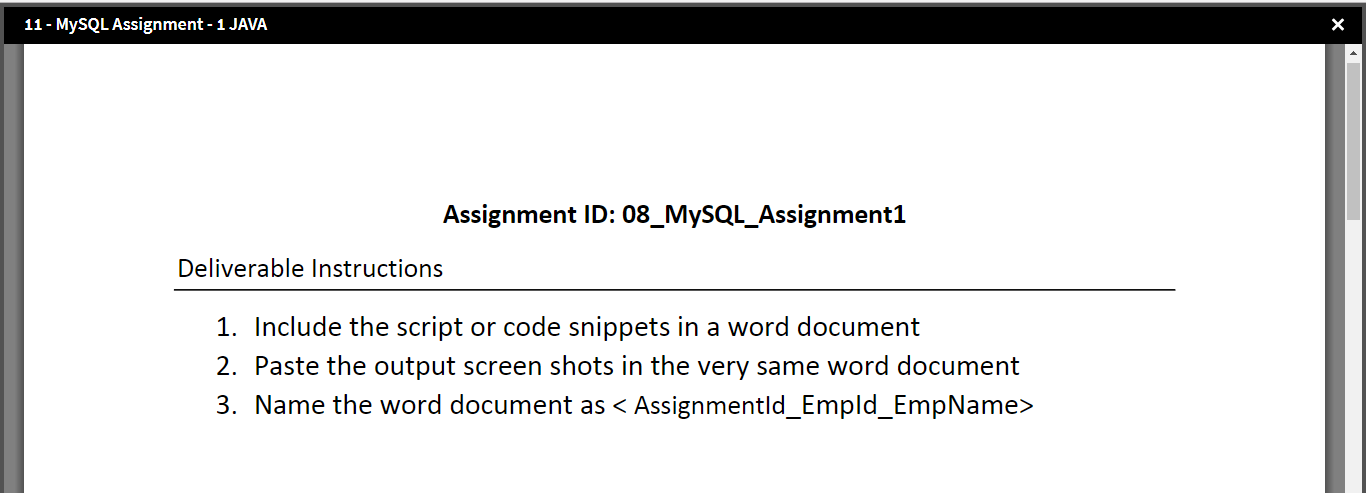 11 - MySQL Assignment - 1 JAVA
Assignment ID: 08_MySQL_Assignment1
Deliverable Instructions
1. Include the script or code snippets in a word document
2. Paste the output screen shots in the very same word document
3. Name the word document as < AssignmentId_EmpId_EmpName>